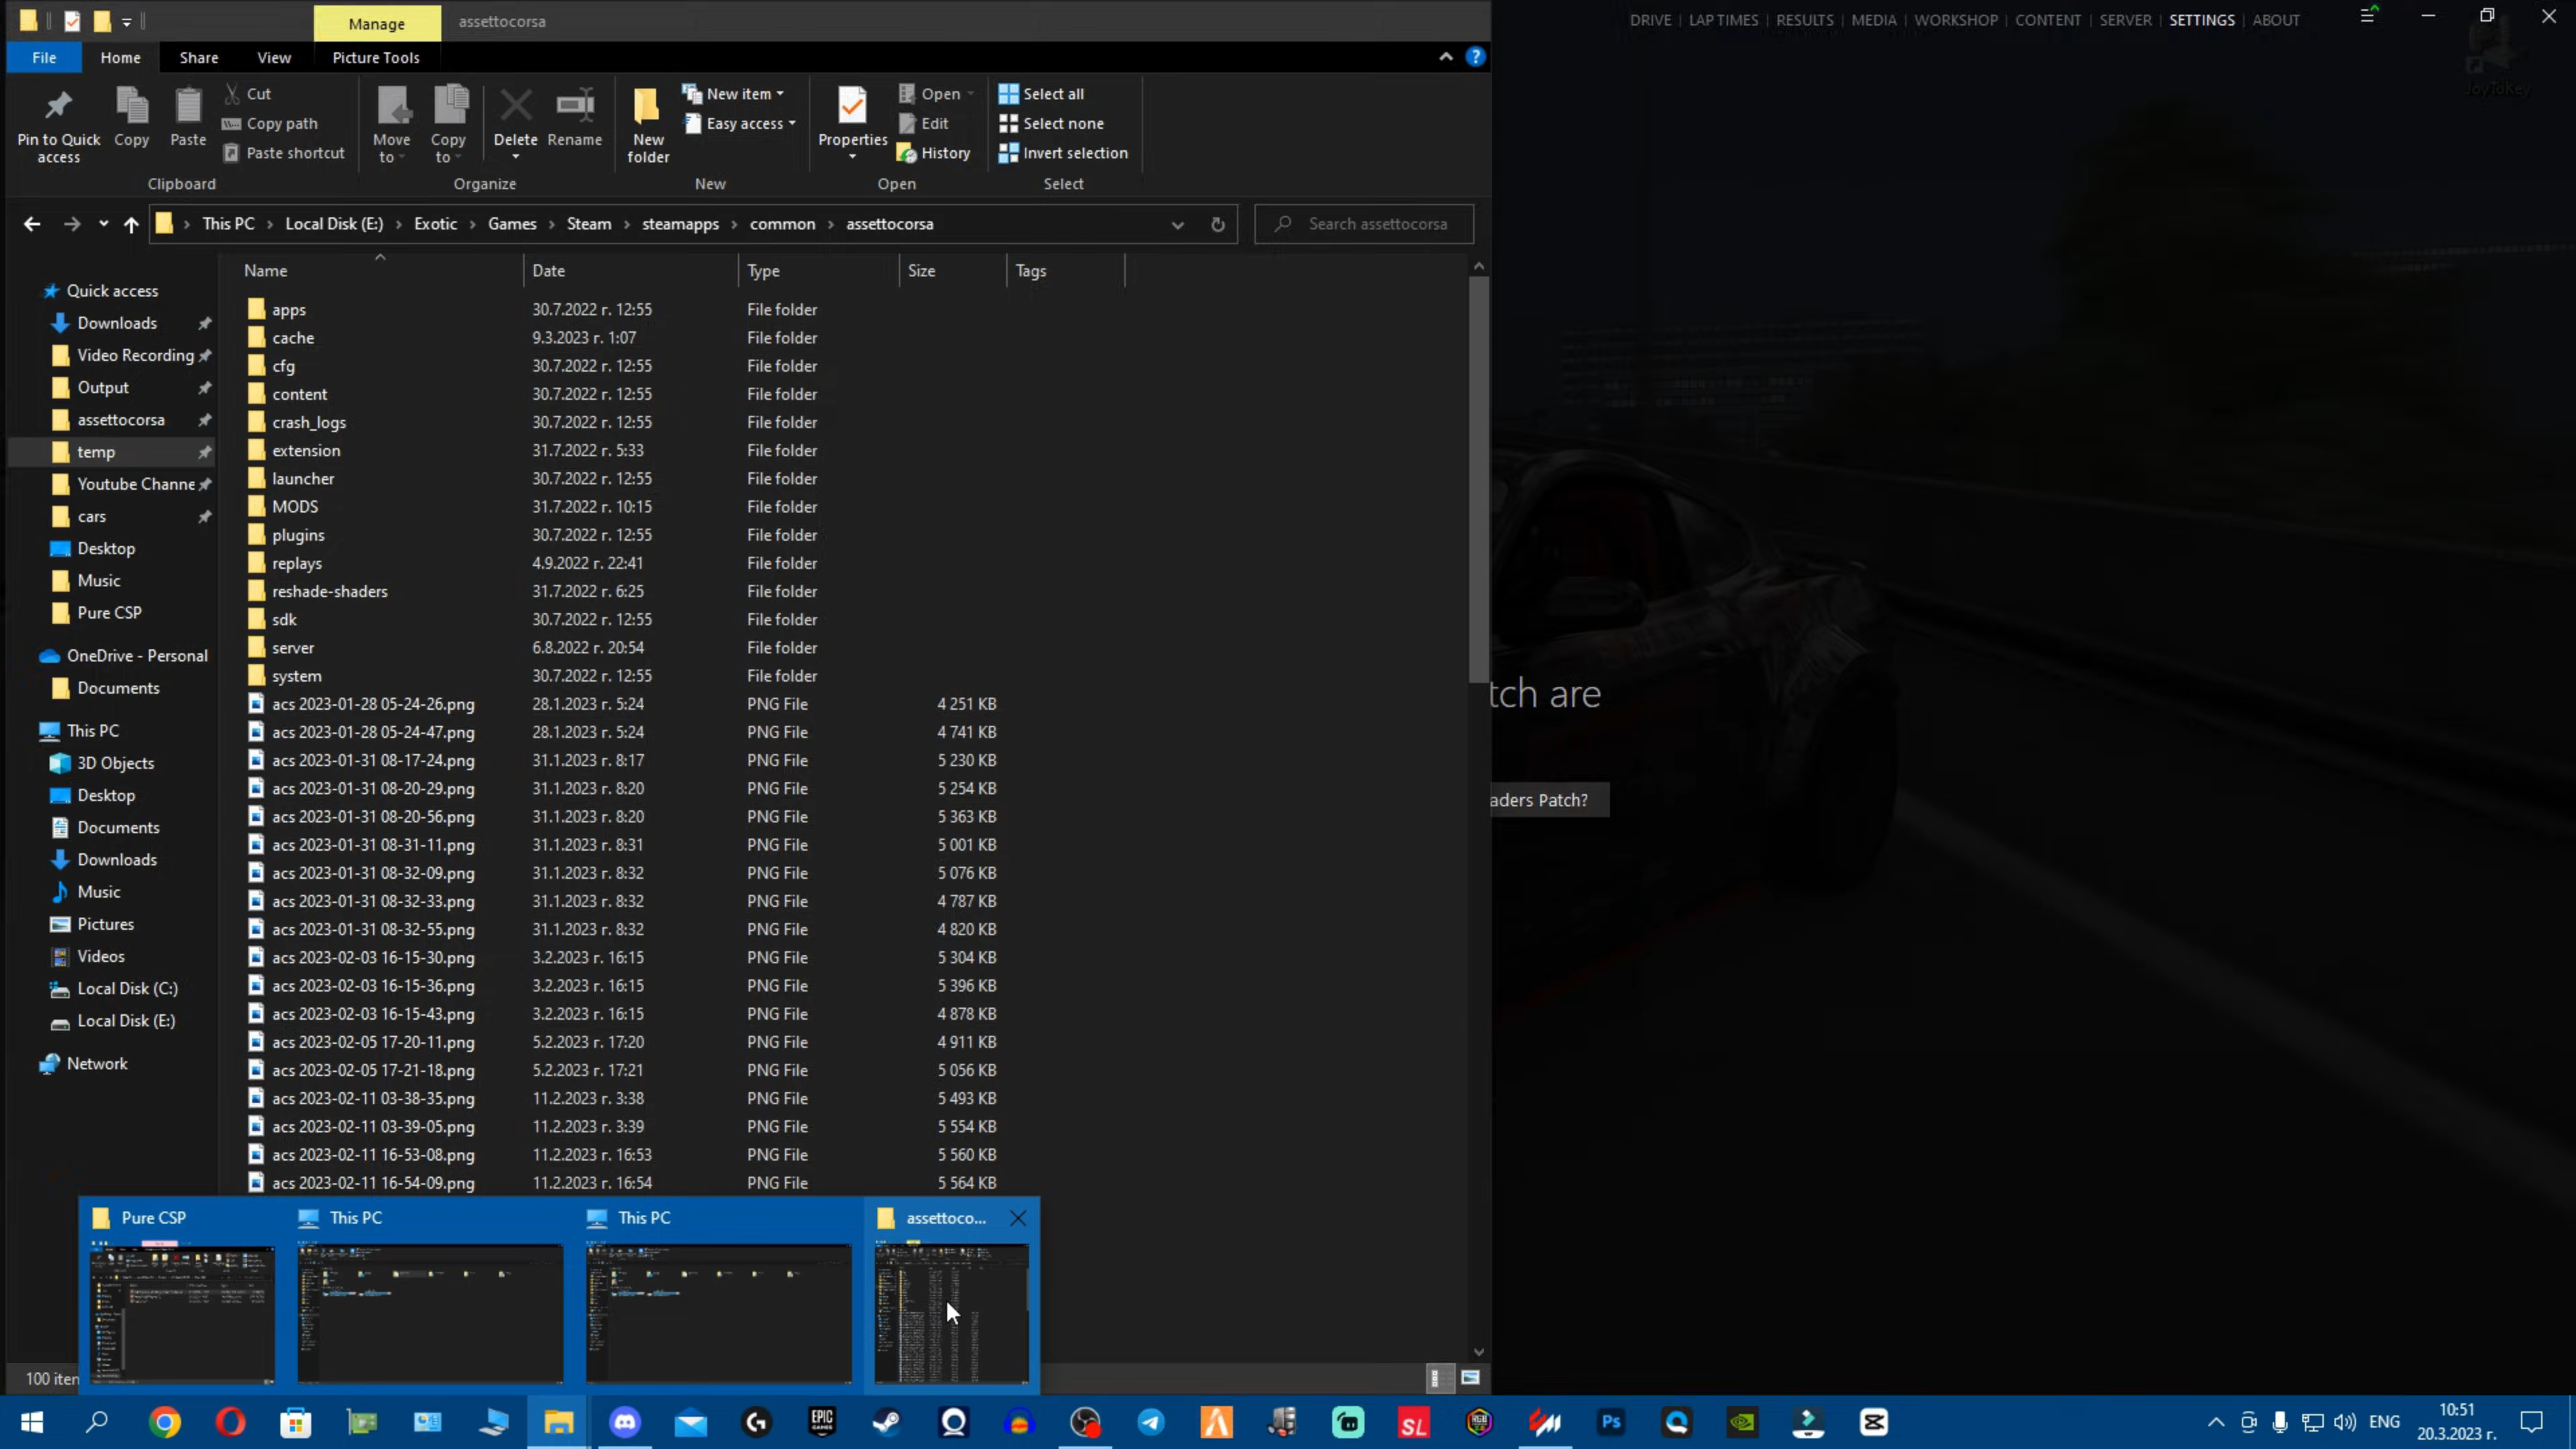 Manage
assettocorsa
DRIVE | LAP TIMES | RESULTS | MEDIA | WORKSHOP | CONTENT | SERVER | SETTINGS | ABOUT
JoyToKey
File
Home
Share
View
Picture Tools
Pin to Quick access
Copy
Paste
Cut
Copy path
Paste shortcut
Move to
Copy to
Delete
Rename
New folder
New item
Easy access
Properties
Open
Edit
History
Select all
Select none
Invert selection
Clipboard
Organize
New
Open
Select
This PC > Local Disk (E:) > Exotic > Games > Steam > steamapps > common > assettocorsa
Search assettocorsa
Name Date Type Size Tags
Quick access
Downloads
Video Recording
Output
assettocorsa
temp
Youtube Channe
cars
Desktop
Music
Pure CSP
OneDrive - Personal
Documents
This PC
3D Objects
Desktop
Documents
Downloads
Music
Pictures
Videos
Local Disk (C:)
Local Disk (E:)
Network
apps 30.7.2022 г. 12:55 File folder
cache 9.3.2023 г. 1:07 File folder
cfg 30.7.2022 г. 12:55 File folder
content 30.7.2022 г. 12:55 File folder
crash_logs 30.7.2022 г. 12:55 File folder
extension 31.7.2022 г. 5:33 File folder
launcher 30.7.2022 г. 12:55 File folder
MODS 31.7.2022 г. 10:15 File folder
plugins 30.7.2022 г. 12:55 File folder
replays 4.9.2022 г. 22:41 File folder
reshade-shaders 31.7.2022 г. 6:25 File folder
sdk 30.7.2022 г. 12:55 File folder
server 6.8.2022 г. 20:54 File folder
system 30.7.2022 г. 12:55 File folder
acs 2023-01-28 05-24-26.png 28.1.2023 г. 5:24 PNG File 4 251 KB
acs 2023-01-28 05-24-47.png 28.1.2023 г. 5:24 PNG File 4 741 KB
acs 2023-01-31 08-17-24.png 31.1.2023 г. 8:17 PNG File 5 230 KB
acs 2023-01-31 08-20-29.png 31.1.2023 г. 8:20 PNG File 5 254 KB
acs 2023-01-31 08-20-56.png 31.1.2023 г. 8:20 PNG File 5 363 KB
acs 2023-01-31 08-31-11.png 31.1.2023 г. 8:31 PNG File 5 001 KB
acs 2023-01-31 08-32-09.png 31.1.2023 г. 8:32 PNG File 5 076 KB
acs 2023-01-31 08-32-33.png 31.1.2023 г. 8:32 PNG File 4 787 KB
acs 2023-01-31 08-32-55.png 31.1.2023 г. 8:32 PNG File 4 820 KB
acs 2023-02-03 16-15-30.png 3.2.2023 г. 16:15 PNG File 5 304 KB
acs 2023-02-03 16-15-36.png 3.2.2023 г. 16:15 PNG File 5 396 KB
acs 2023-02-03 16-15-43.png 3.2.2023 г. 16:15 PNG File 4 878 KB
acs 2023-02-05 17-20-11.png 5.2.2023 г. 17:20 PNG File 4 911 KB
acs 2023-02-05 17-21-18.png 5.2.2023 г. 17:21 PNG File 5 056 KB
acs 2023-02-11 03-38-35.png 11.2.2023 г. 3:38 PNG File 5 493 KB
acs 2023-02-11 03-39-05.png 11.2.2023 г. 3:39 PNG File 5 554 KB
acs 2023-02-11 16-53-08.png 11.2.2023 г. 16:53 PNG File 5 560 KB
acs 2023-02-11 16-54-09.png 11.2.2023 г. 16:54 PNG File 5 564 KB
tch are
aders Patch?
Pure CSP
This PC
This PC
assettoco...
100 iten
EPIC GAMES
SL
Ps
ENG
10:51
20.3.2023 г.